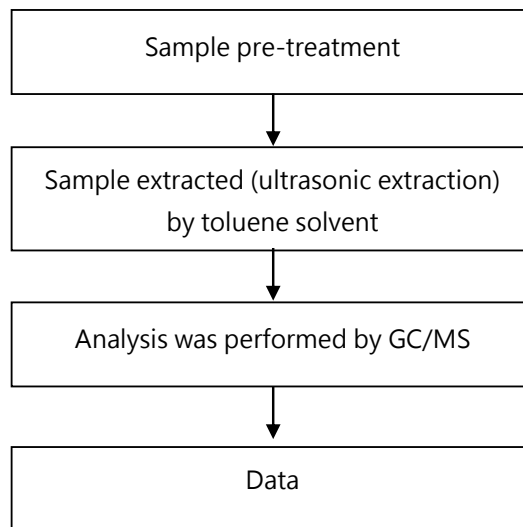 Sample pre-treatment
Sample extracted (ultrasonic extraction)
by toluene solvent
Analysis was performed by GC/MS
Data